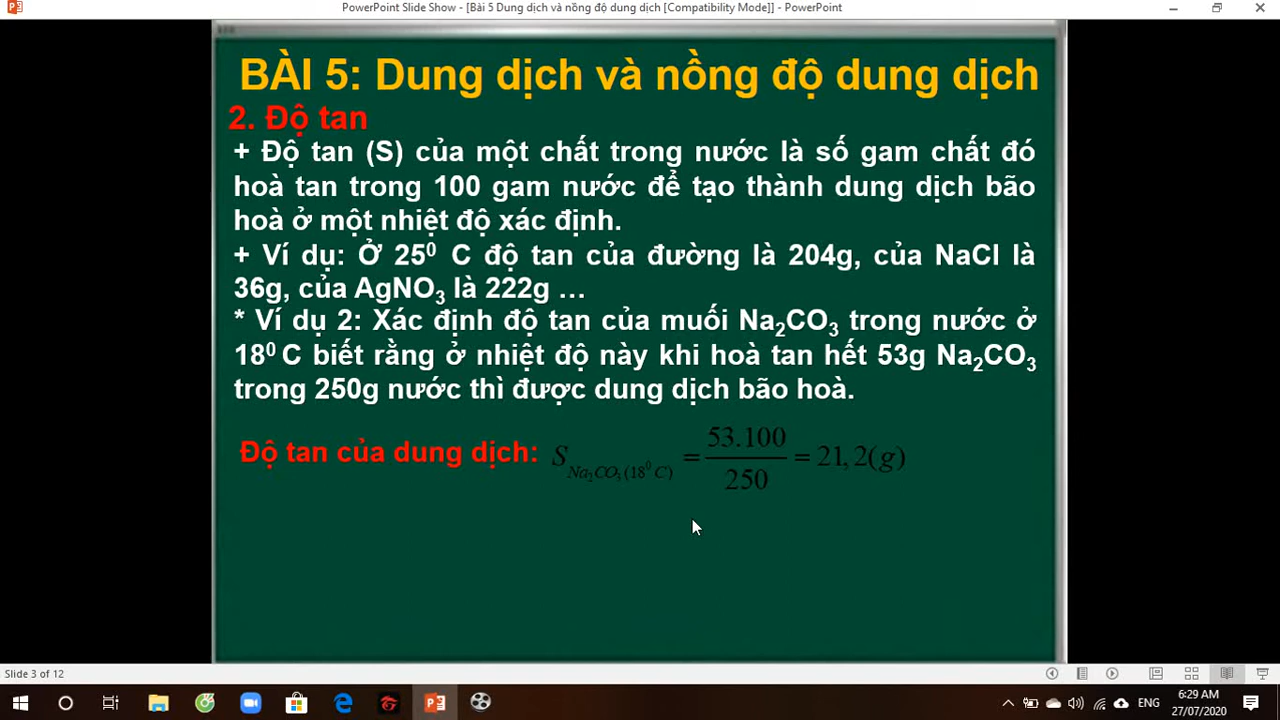 PowerPoint Slide Show - [Bài 5 Dung dịch và nồng độ dung dịch [Compatibility Mode]] - PowerPoint
BÀI 5: Dung dịch và nồng độ dung dịch
2. Độ tan
+ Độ tan (S) của một chất trong nước là số gam chất đó
hoà tan trong 100 gam nước để tạo thành dung dịch bão
hoà ở một nhiệt độ xác định.
+ Ví dụ: Ở 25⁰ C độ tan của đường là 204g, của NaCl là
36g, của AgNO₃ là 222g ...
* Ví dụ 2: Xác định độ tan của muối Na₂CO₃ trong nước ở
18⁰ C biết rằng ở nhiệt độ này khi hoà tan hết 53g Na₂CO₃
trong 250g nước thì được dung dịch bão hoà.
Độ tan của dung dịch: S Na₂CO₃ (18⁰ C) = 53.100 / 250 = 21, 2(g)
Slide 3 of 12
ENG
6:29 AM
27/07/2020